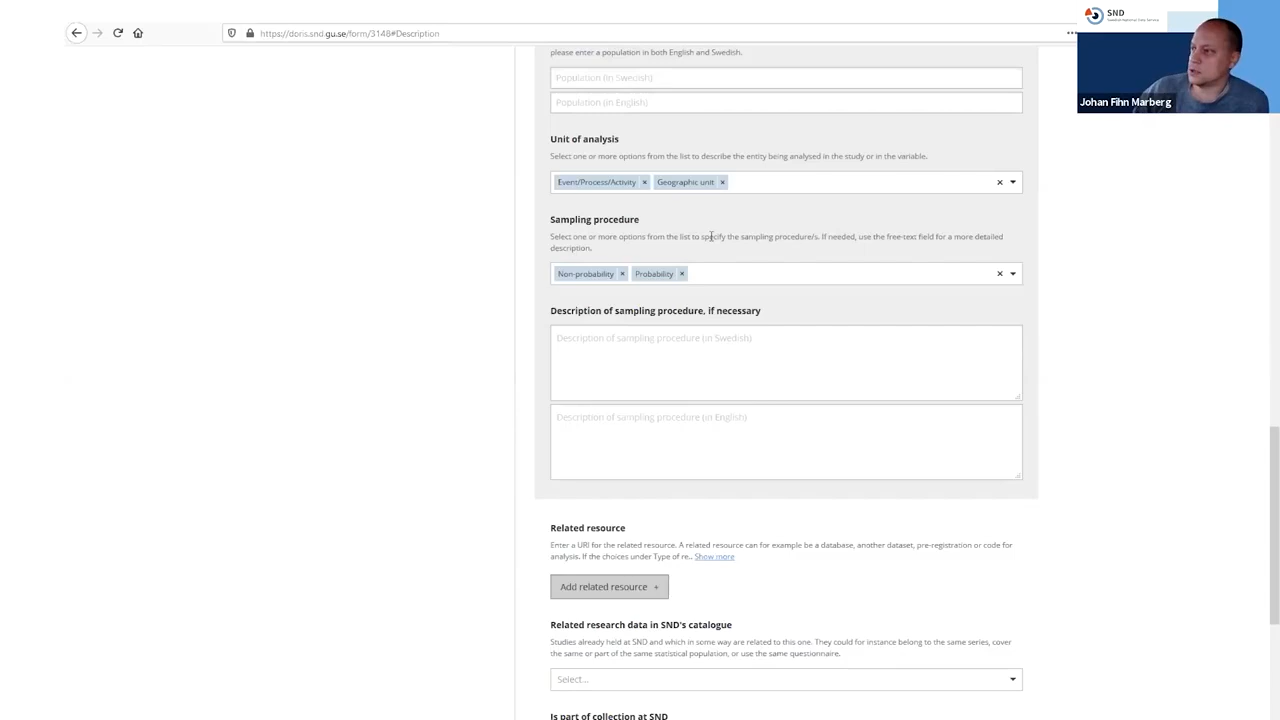 SND
Swedish National Data Service
https://doris.snd.gu.se/form/3148#Description
Johan Fihn Marberg
please enter a population in both English and Swedish.
Population (in Swedish)
Population (in English)
Unit of analysis
Select one or more options from the list to describe the entity being analysed in the study or in the variable.
Event/Process/Activity × Geographic unit ×
Sampling procedure
Select one or more options from the list to specify the sampling procedure/s. If needed, use the free-text field for a more detailed
description.
Non-probability × Probability ×
Description of sampling procedure, if necessary
Description of sampling procedure (in Swedish)
Description of sampling procedure (in English)
Related resource
Enter a URI for the related resource. A related resource can for example be a database, another dataset, pre-registration or code for
analysis. If the choices under Type of re.. Show more
Add related resource +
Related research data in SND's catalogue
Studies already held at SND and which in some way are related to this one. They could for instance belong to the same series, cover
the same or part of the same statistical population, or use the same questionnaire.
Select...
Is part of collection at SND